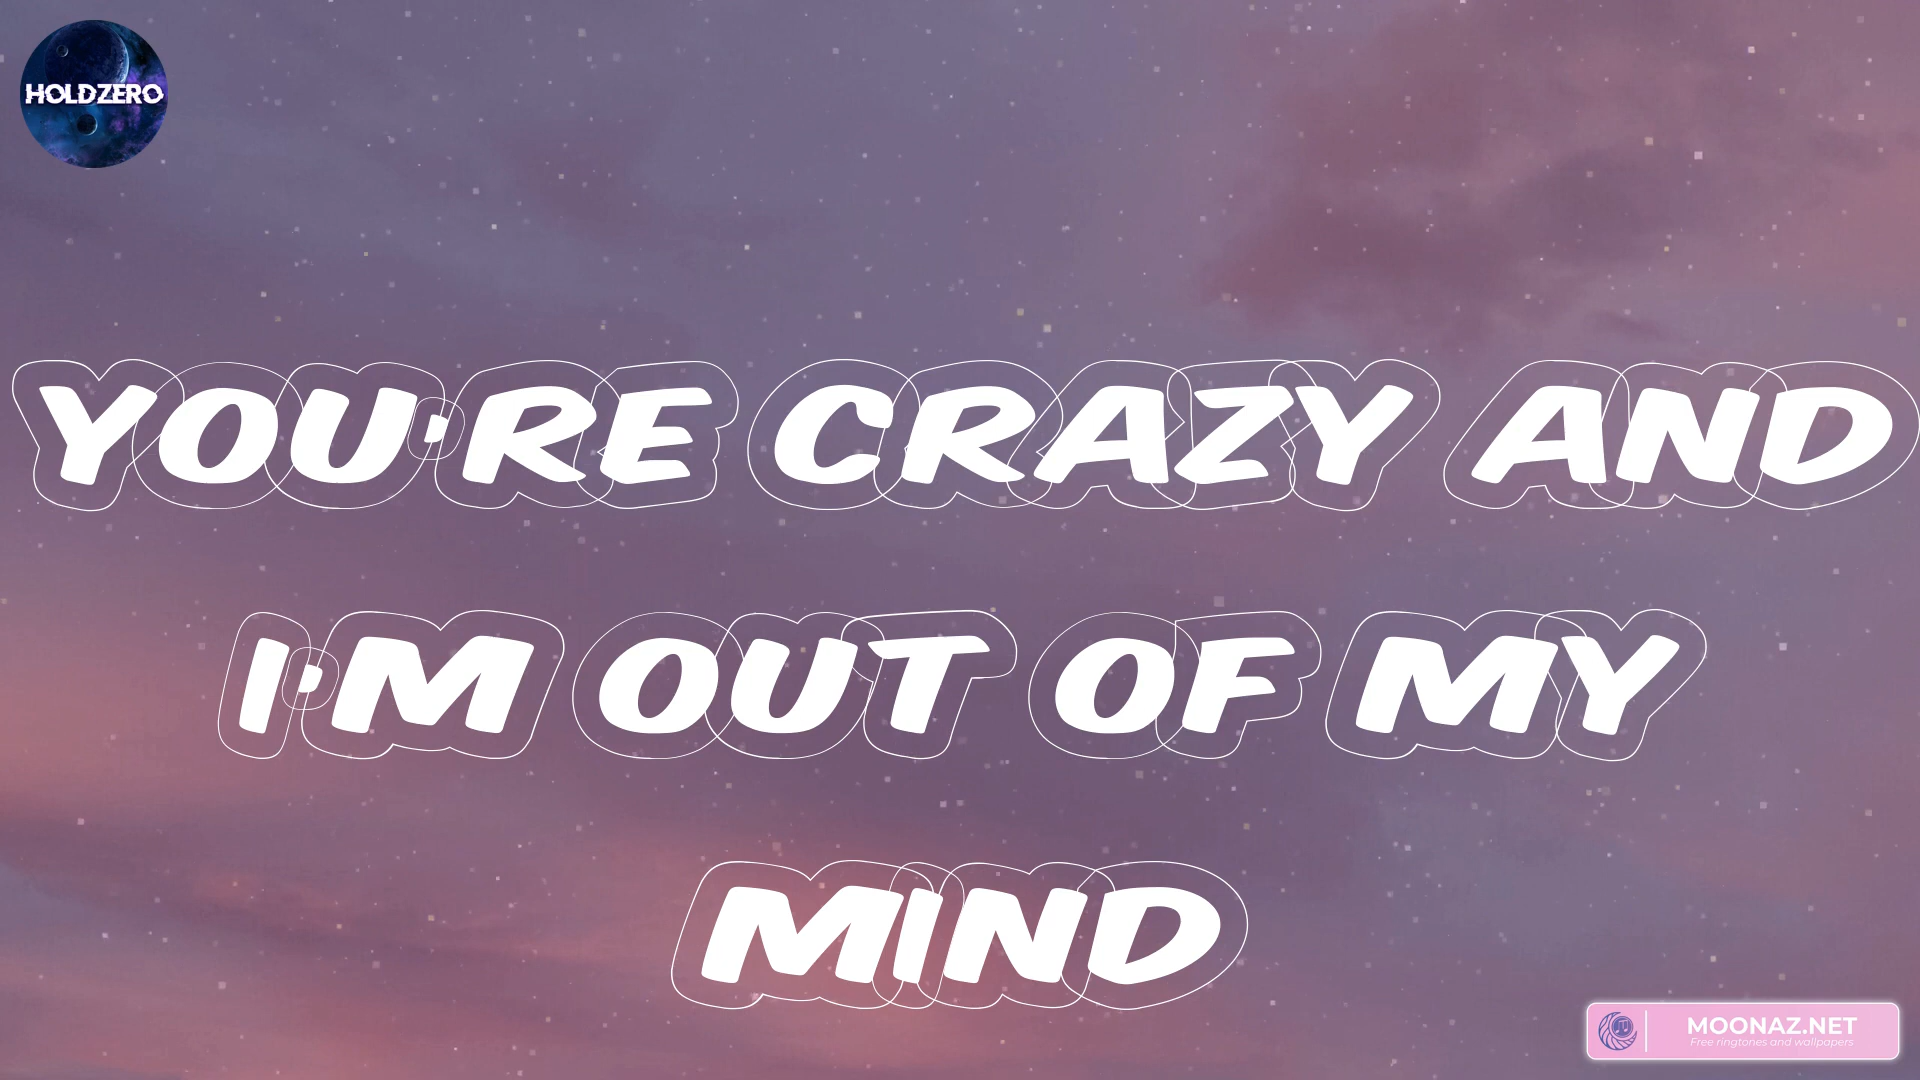 HOLDZERO
YOU'RE CRAZY AND
I'M OUT OF MY
MIND
MOONAZ.NET
Free ringtones and wallpapers